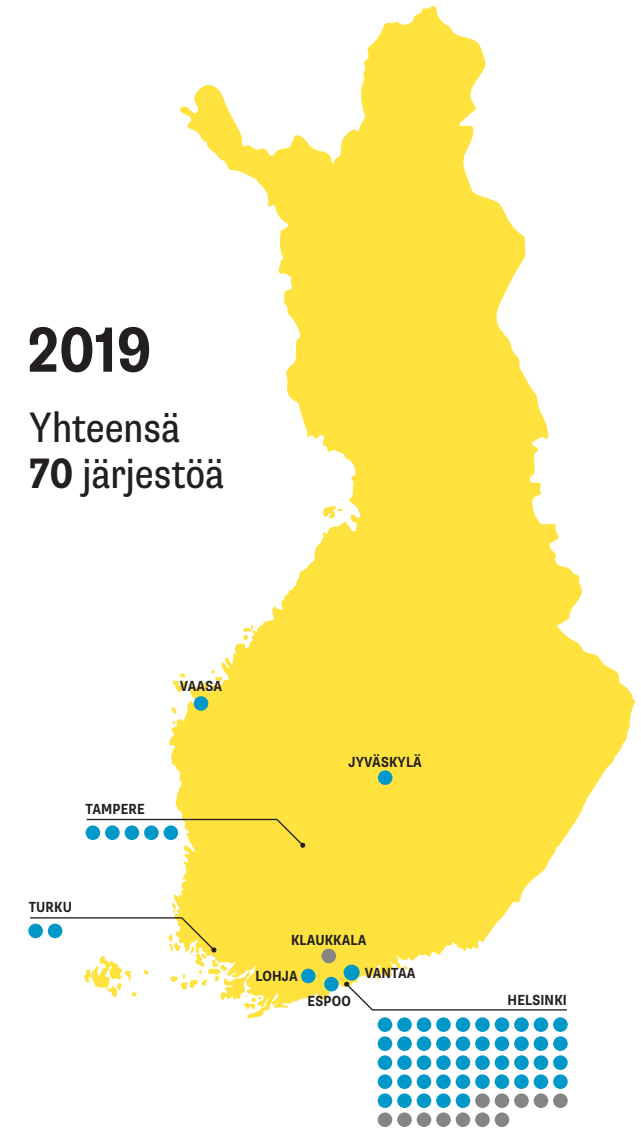 2019
Yhteensä
70 järjestöä
VAASA
JYVÄSKYLÄ
TAMPERE
TURKU
KLAUKKALA
LOHJA
VANTAA
ESPOO
HELSINKI